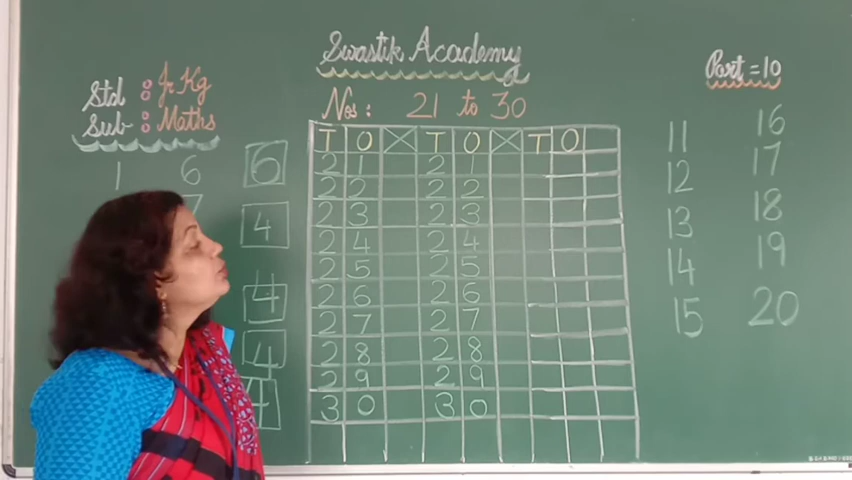 Swastik Academy
Part = 10
Std : Jr Kg
Sub : Maths
Nos : 21 to 30
1 6
7
6
4
4
4
4
T O X T O X T O
2 1 2 1
2 2 2 2
2 3 2 3
2 4 2 4
2 5 2 5
2 6 2 6
2 7 2 7
2 8 2 8
2 9 2 9
3 0 3 0
11 16
12 17
13 18
14 19
15 20